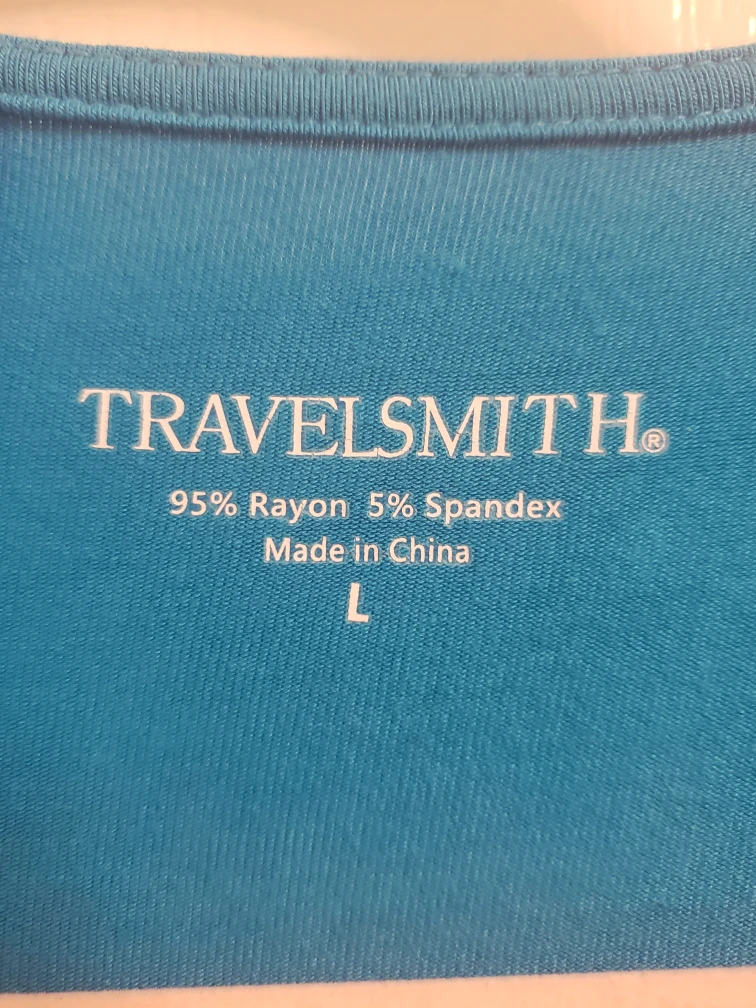 TRAVELSMITH®
95% Rayon 5% Spandex
Made in China
L